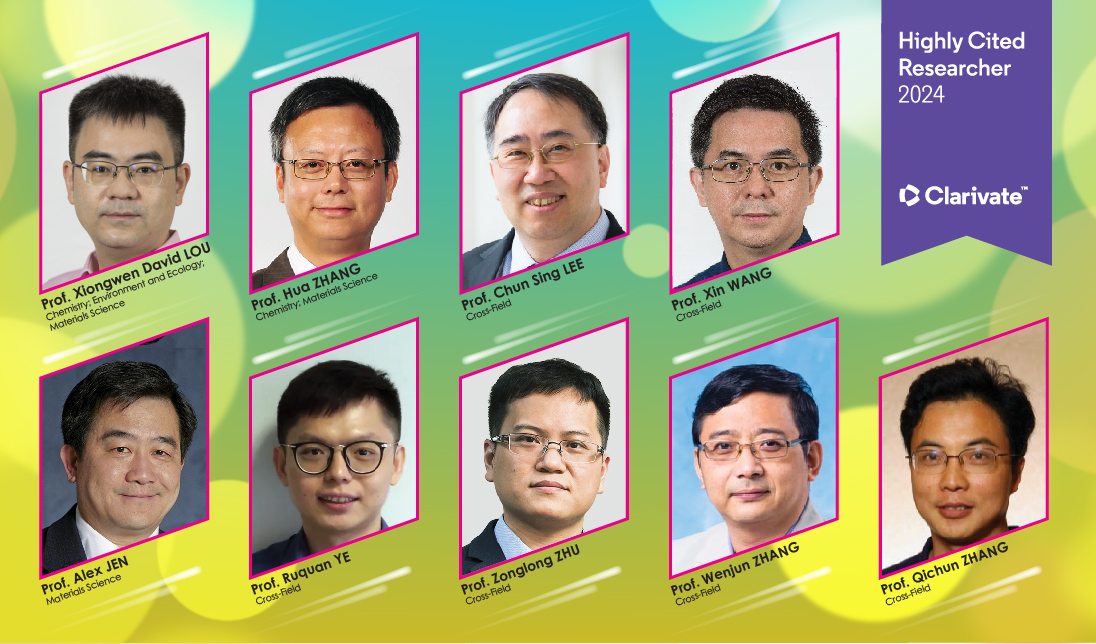 Highly Cited
Researcher
2024
Clarivate™
Prof. Xiongwen David LOU
Chemistry; Environment and Ecology;
Materials Science
Prof. Hua ZHANG
Chemistry; Materials Science
Prof. Chun Sing LEE
Cross-Field
Prof. Xin WANG
Cross-Field
Prof. Alex JEN
Materials Science
Prof. Ruquan YE
Cross-Field
Prof. Zonglong ZHU
Cross-Field
Prof. Wenjun ZHANG
Cross-Field
Prof. Qichun ZHANG
Cross-Field